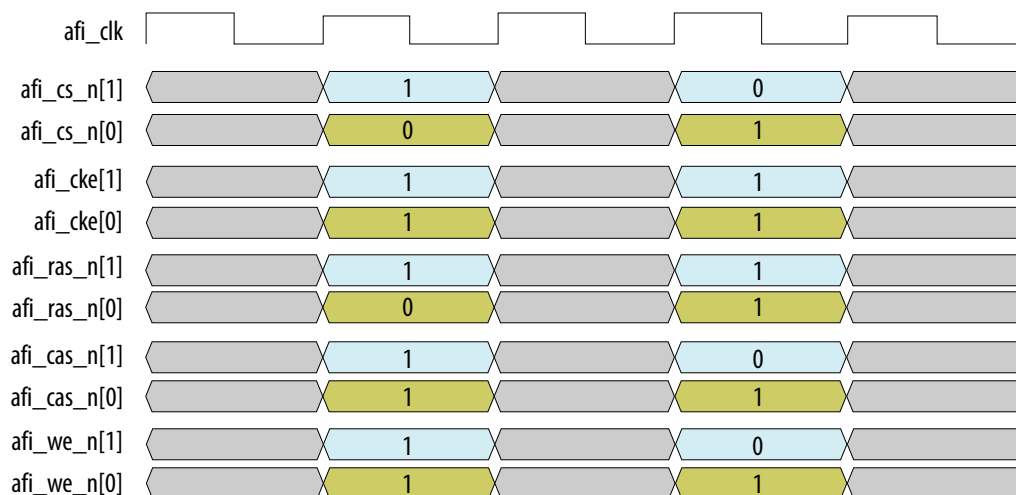 afi_clk
afi_cs_n[1] 1 0
afi_cs_n[0] 0 1
afi_cke[1] 1 1
afi_cke[0] 1 1
afi_ras_n[1] 1 1
afi_ras_n[0] 0 1
afi_cas_n[1] 1 0
afi_cas_n[0] 1 1
afi_we_n[1] 1 0
afi_we_n[0] 1 1